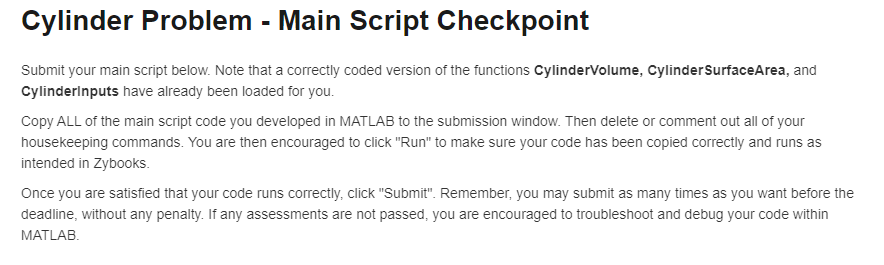 Cylinder Problem - Main Script Checkpoint
Submit your main script below. Note that a correctly coded version of the functions CylinderVolume, CylinderSurfaceArea, and
CylinderInputs have already been loaded for you.
Copy ALL of the main script code you developed in MATLAB to the submission window. Then delete or comment out all of your
housekeeping commands. You are then encouraged to click "Run" to make sure your code has been copied correctly and runs as
intended in Zybooks.
Once you are satisfied that your code runs correctly, click "Submit". Remember, you may submit as many times as you want before the
deadline, without any penalty. If any assessments are not passed, you are encouraged to troubleshoot and debug your code within
MATLAB.